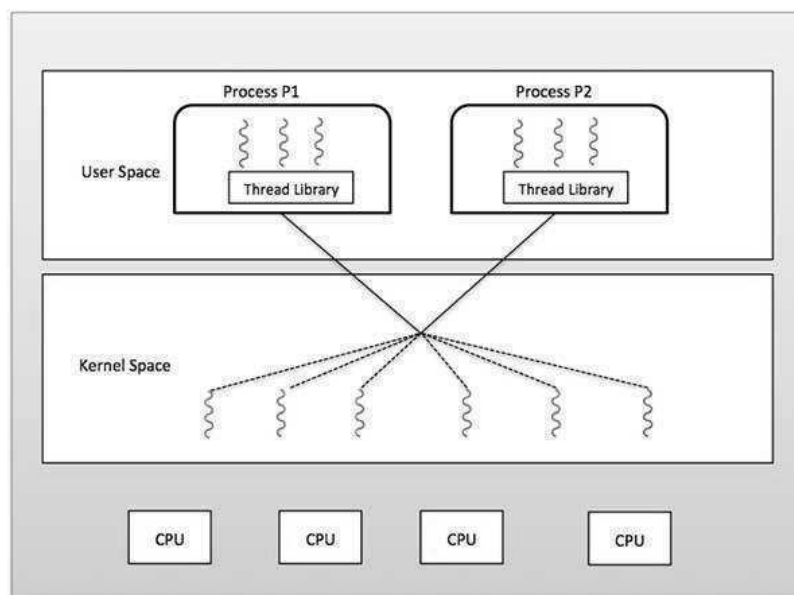 Process P1
Process P2
User Space
Thread Library
Thread Library
Kernel Space
CPU
CPU
CPU
CPU